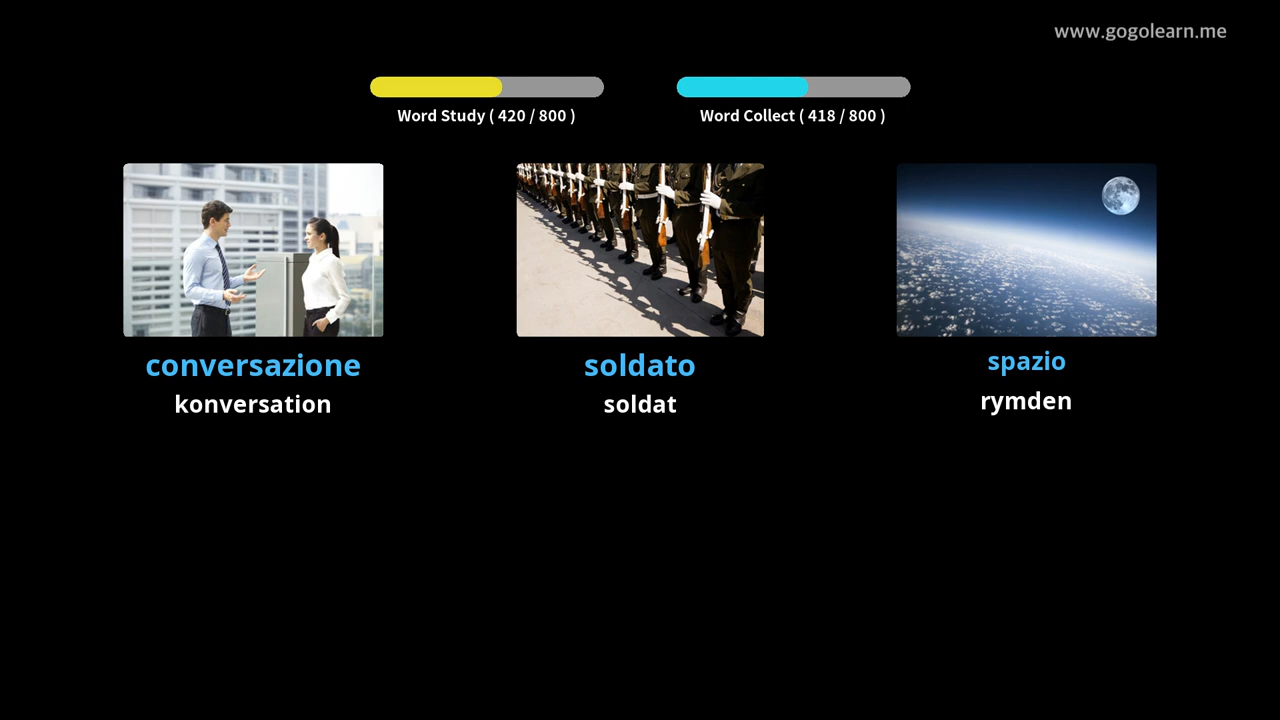 www.gogolearn.me
Word Study ( 420 / 800 )
Word Collect ( 418 / 800 )
conversazione
konversation
soldato
soldat
spazio
rymden